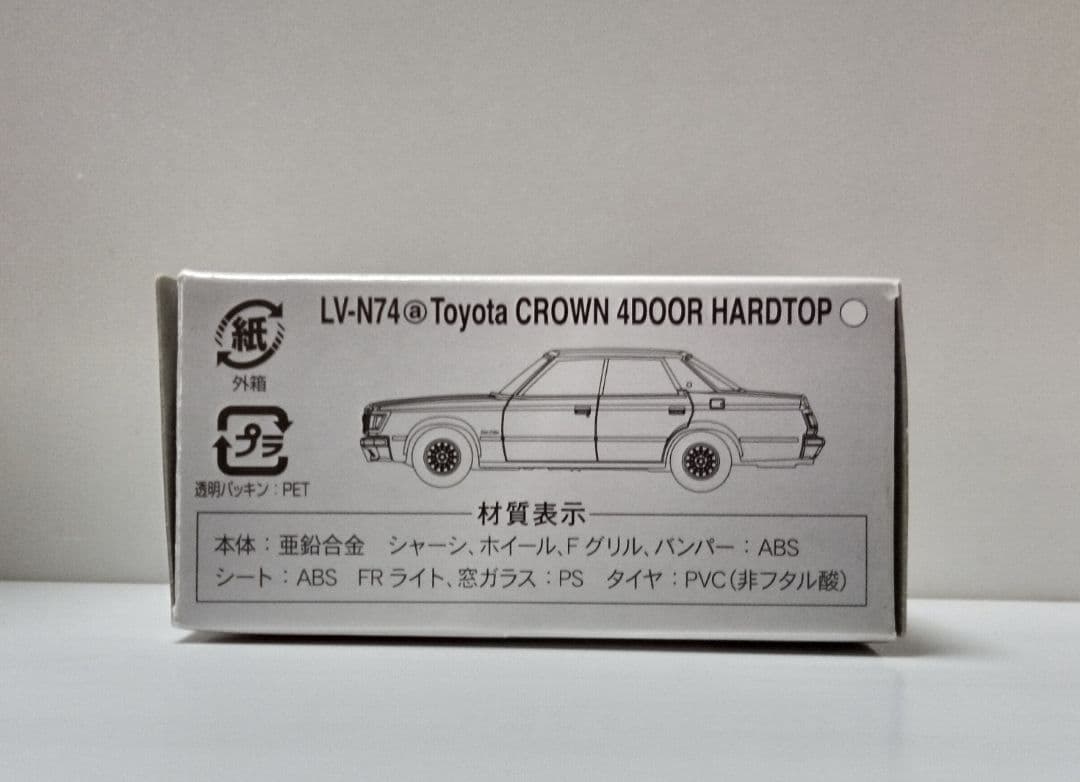 LV-N74ⓐToyota CROWN 4DOOR HARDTOP
紙
外箱
プラ
透明パッキン：PET
材質表示
本体：亜鉛合金　シャーシ、ホイール、Fグリル、バンパー：ABS
シート：ABS　FRライト、窓ガラス：PS　タイヤ：PVC（非フタル酸）